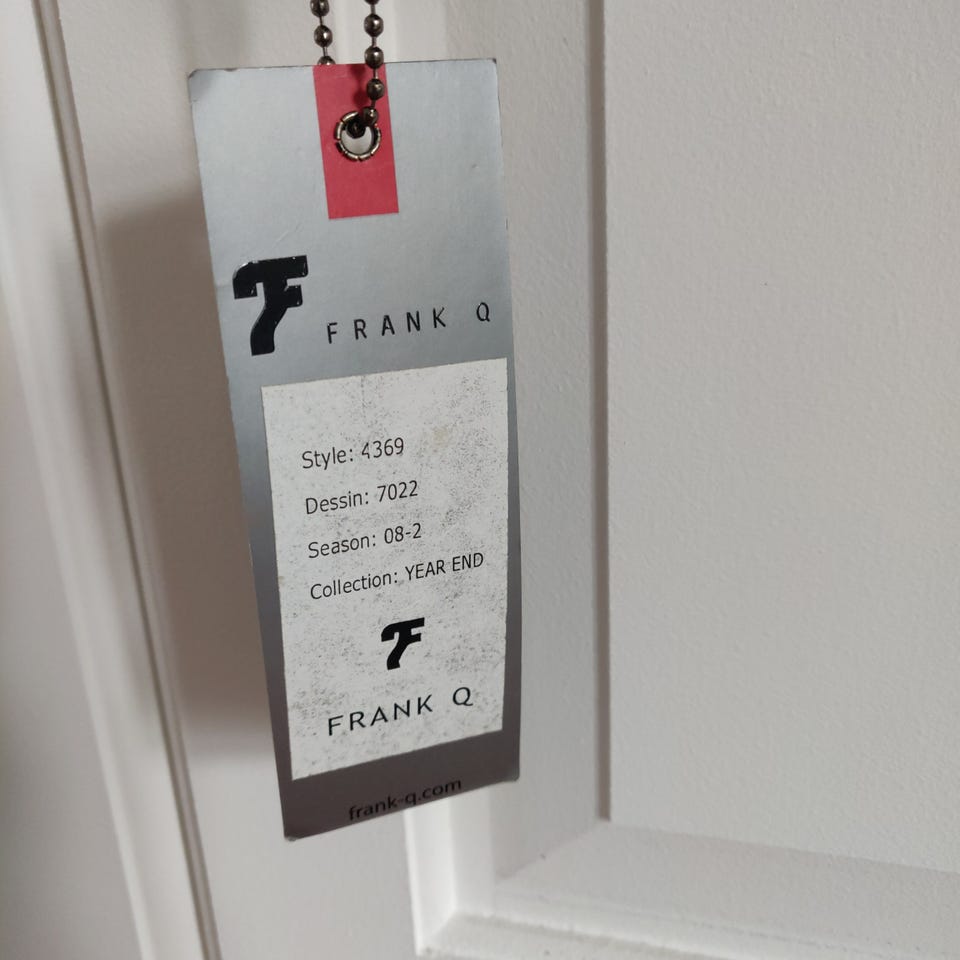 FRANK Q
Style: 4369
Dessin: 7022
Season: 08-2
Collection: YEAR END
FRANK Q
frank-q.com